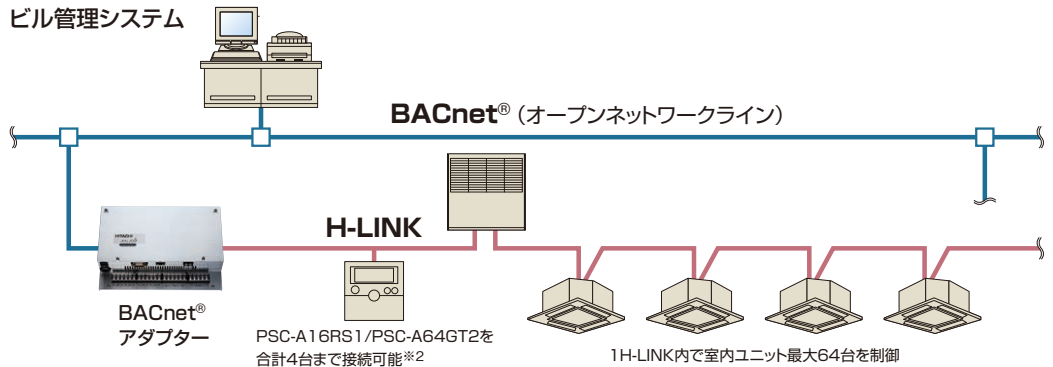 ビル管理システム
BACnet®（オープンネットワークライン）
H-LINK
HITACHI
BACnet®
アダプター
PSC-A16RS1/PSC-A64GT2を
合計4台まで接続可能※2
1H-LINK内で室内ユニット最大64台を制御